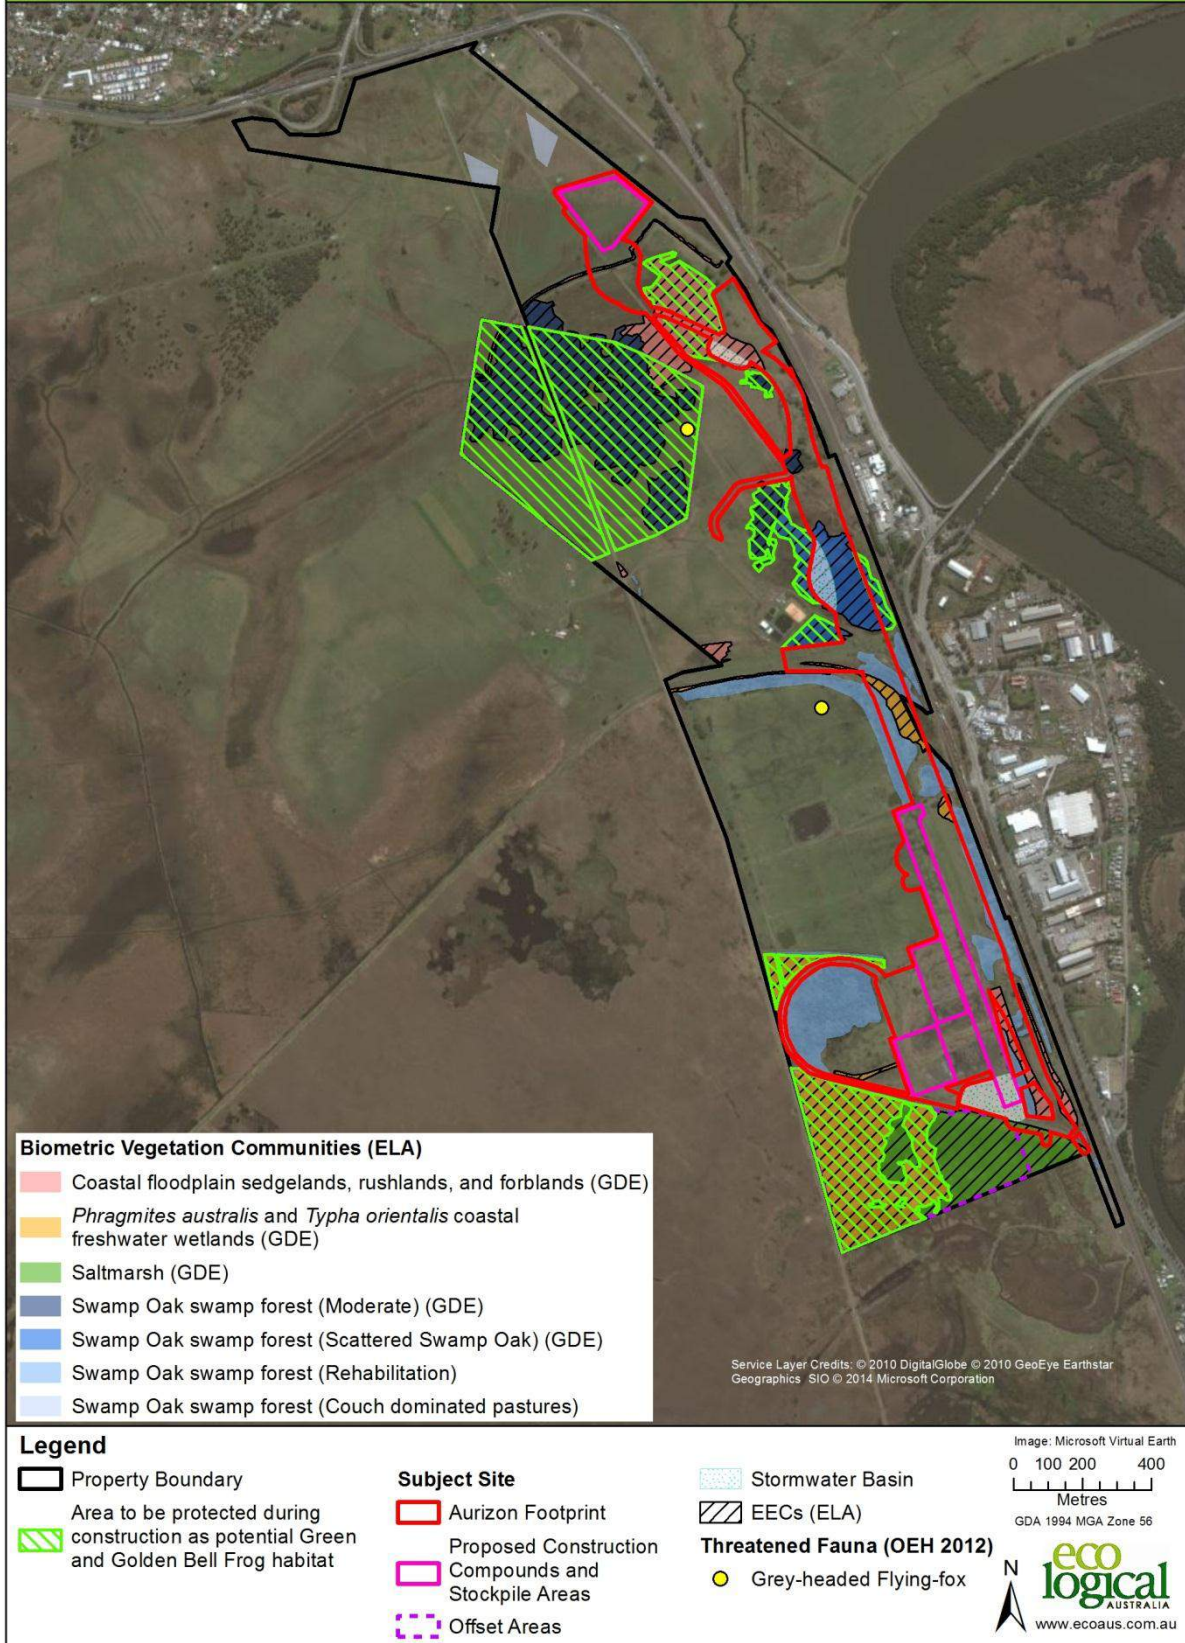 Service Layer Credits: © 2010 DigitalGlobe © 2010 GeoEye Earthstar
Geographics SIO © 2014 Microsoft Corporation
Biometric Vegetation Communities (ELA)
Coastal floodplain sedgelands, rushlands, and forblands (GDE)
Phragmites australis and Typha orientalis coastal
freshwater wetlands (GDE)
Saltmarsh (GDE)
Swamp Oak swamp forest (Moderate) (GDE)
Swamp Oak swamp forest (Scattered Swamp Oak) (GDE)
Swamp Oak swamp forest (Rehabilitation)
Swamp Oak swamp forest (Couch dominated pastures)
Legend
Property Boundary
Area to be protected during
construction as potential Green
and Golden Bell Frog habitat
Subject Site
Aurizon Footprint
Proposed Construction
Compounds and
Stockpile Areas
Offset Areas
Stormwater Basin
EECs (ELA)
Threatened Fauna (OEH 2012)
Grey-headed Flying-fox
Image: Microsoft Virtual Earth
0 100 200 400
Metres
GDA 1994 MGA Zone 56
N
eco
logical
AUSTRALIA
www.ecoaus.com.au